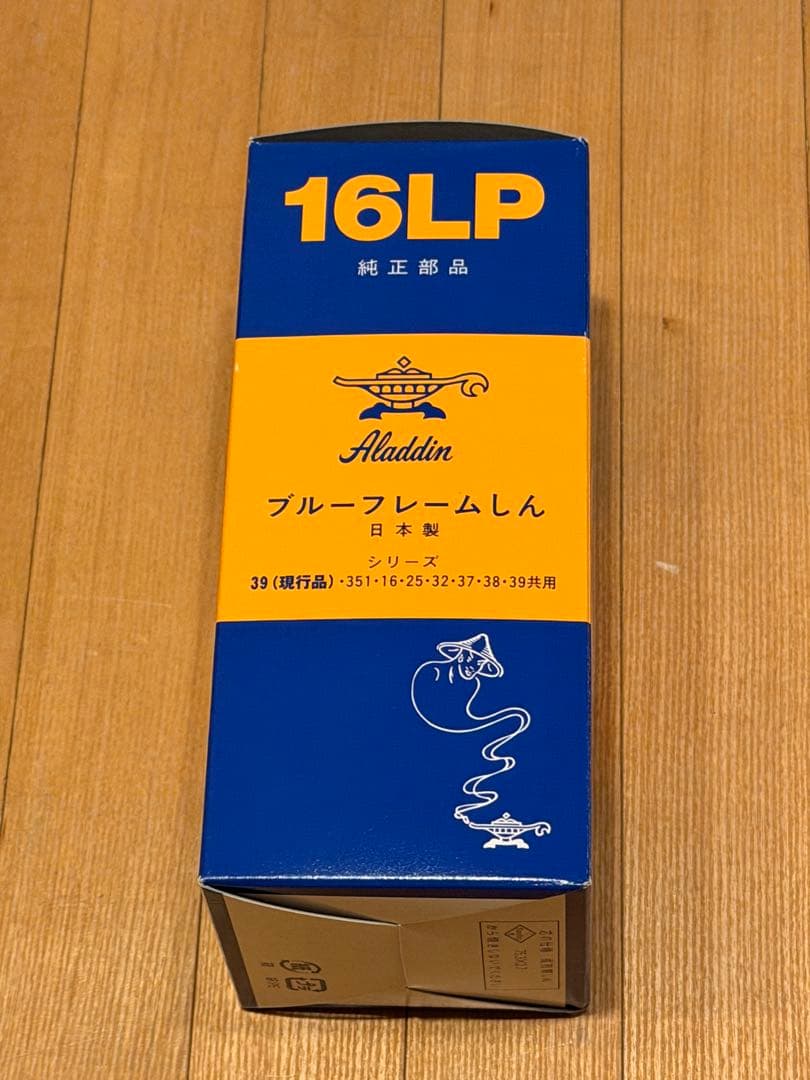 16LP
純正部品
Aladdin
ブルーフレームしん
日本製
シリーズ
39(現行品)・351・16・25・32・37・38・39共用